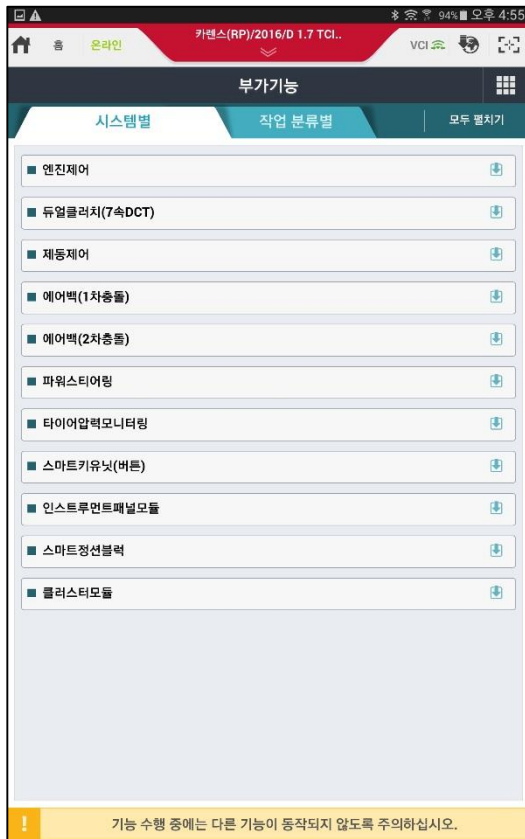 94% 오후 4:55
홈 온라인 카렌스(RP)/2016/D 1.7 TCI.. VCI
부가기능
시스템별 작업 분류별 모두 펼치기
엔진제어
듀얼클러치(7속DCT)
제동제어
에어백(1차충돌)
에어백(2차충돌)
파워스티어링
타이어압력모니터링
스마트키유닛(버튼)
인스트루먼트패널모듈
스마트정션블럭
클러스터모듈
! 기능 수행 중에는 다른 기능이 동작되지 않도록 주의하십시오.